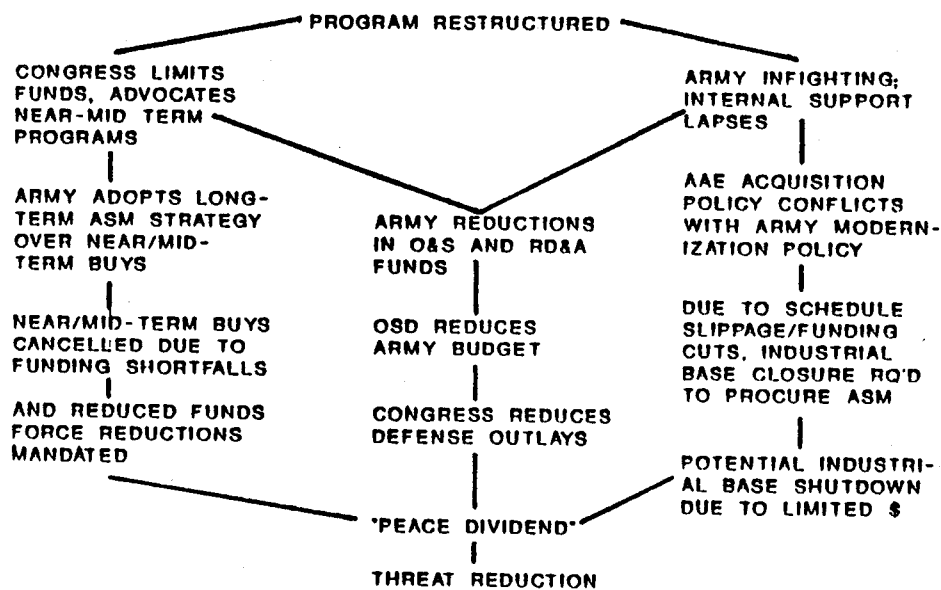 PROGRAM RESTRUCTURED
CONGRESS LIMITS
FUNDS, ADVOCATES
NEAR-MID TERM
PROGRAMS
ARMY INFIGHTING;
INTERNAL SUPPORT
LAPSES
ARMY ADOPTS LONG-
TERM ASM STRATEGY
OVER NEAR/MID-
TERM BUYS
ARMY REDUCTIONS
IN O&S AND RD&A
FUNDS
AAE ACQUISITION
POLICY CONFLICTS
WITH ARMY MODERN-
IZATION POLICY
NEAR/MID-TERM BUYS
CANCELLED DUE TO
FUNDING SHORTFALLS
OSD REDUCES
ARMY BUDGET
DUE TO SCHEDULE
SLIPPAGE/FUNDING
CUTS, INDUSTRIAL
BASE CLOSURE RQ'D
TO PROCURE ASM
AND REDUCED FUNDS
FORCE REDUCTIONS
MANDATED
CONGRESS REDUCES
DEFENSE OUTLAYS
POTENTIAL INDUSTRI-
AL BASE SHUTDOWN
DUE TO LIMITED $
"PEACE DIVIDEND"
THREAT REDUCTION